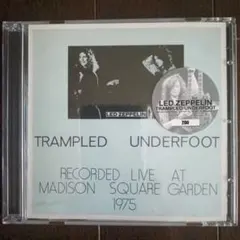 LED ZEPPELIN
LED ZEPPELIN
TRAMPLED UNDERFOOT
TRAMPLED UNDERFOOT
RECORDED LIVE AT
MADISON SQUARE GARDEN
1975